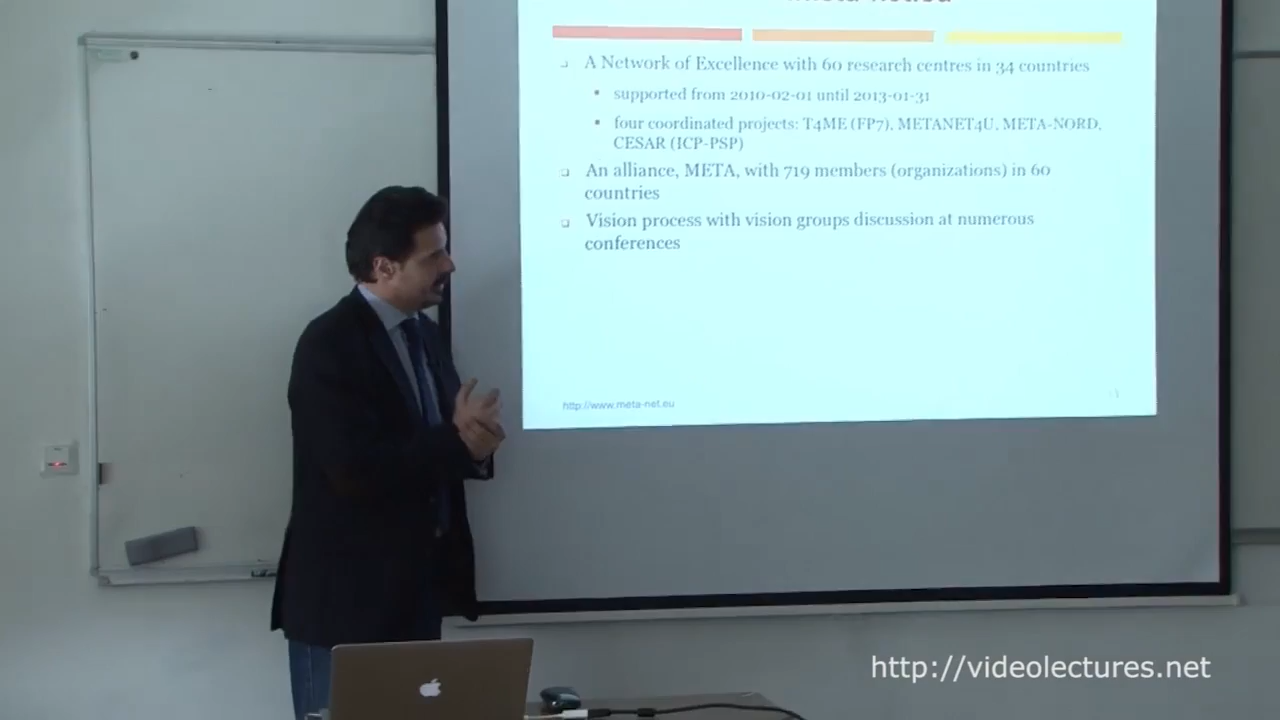 A Network of Excellence with 60 research centres in 34 countries
supported from 2010-02-01 until 2013-01-31
four coordinated projects: T4ME (FP7), METANET4U, META-NORD,
CESAR (ICP-PSP)
An alliance, META, with 719 members (organizations) in 60
countries
Vision process with vision groups discussion at numerous
conferences
http://www.meta-net.eu
http://videolectures.net